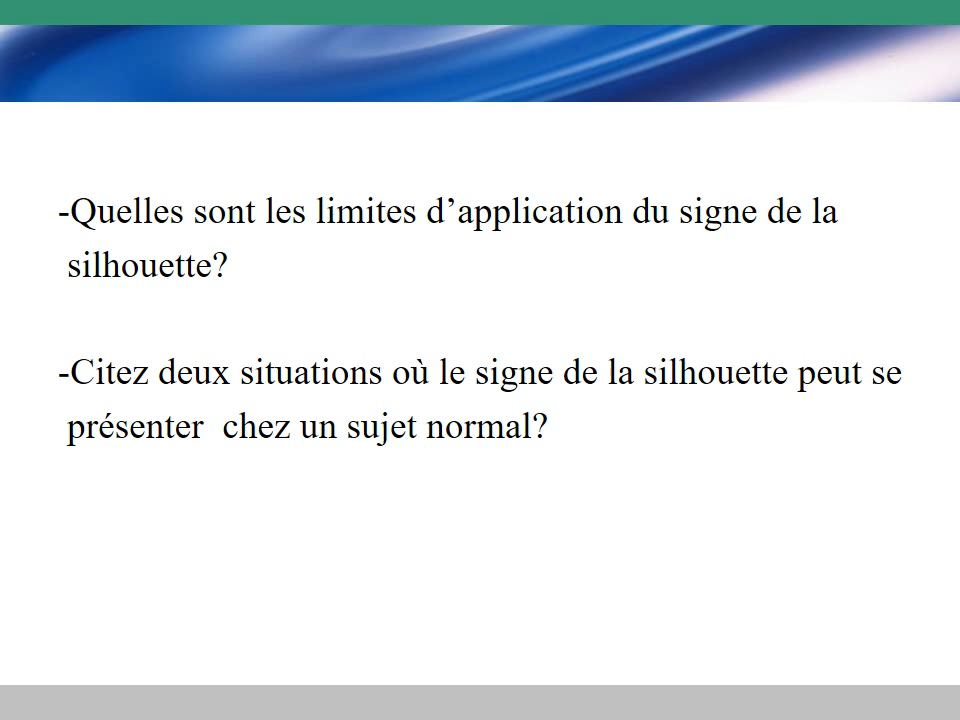 -Quelles sont les limites d’application du signe de la
silhouette?
-Citez deux situations où le signe de la silhouette peut se
présenter  chez un sujet normal?